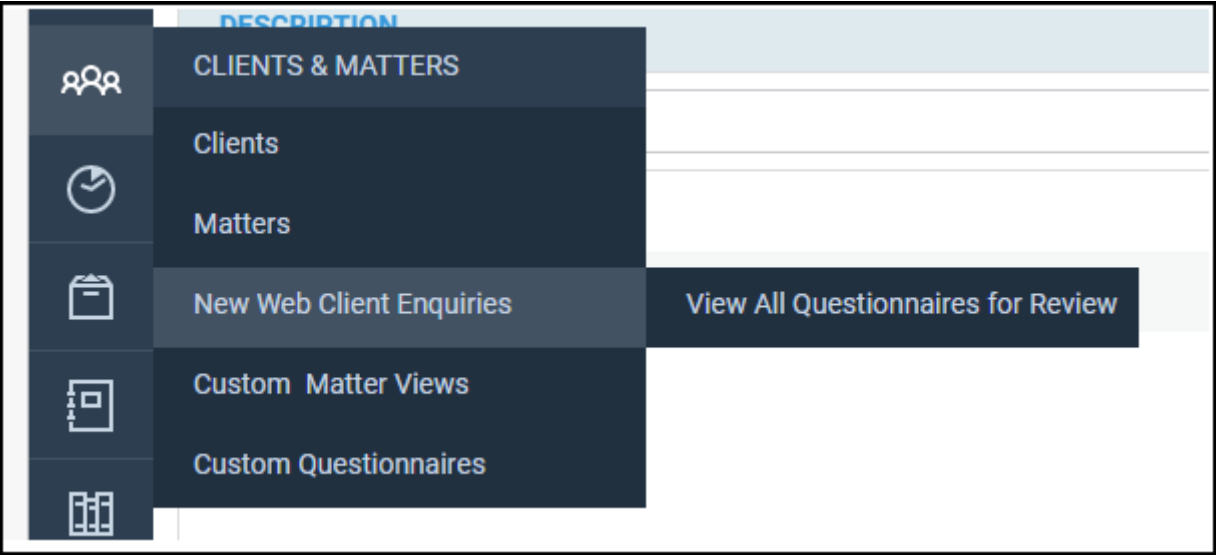 DESCRIPTION
CLIENTS & MATTERS
Clients
Matters
New Web Client Enquiries
View All Questionnaires for Review
Custom  Matter Views
Custom Questionnaires